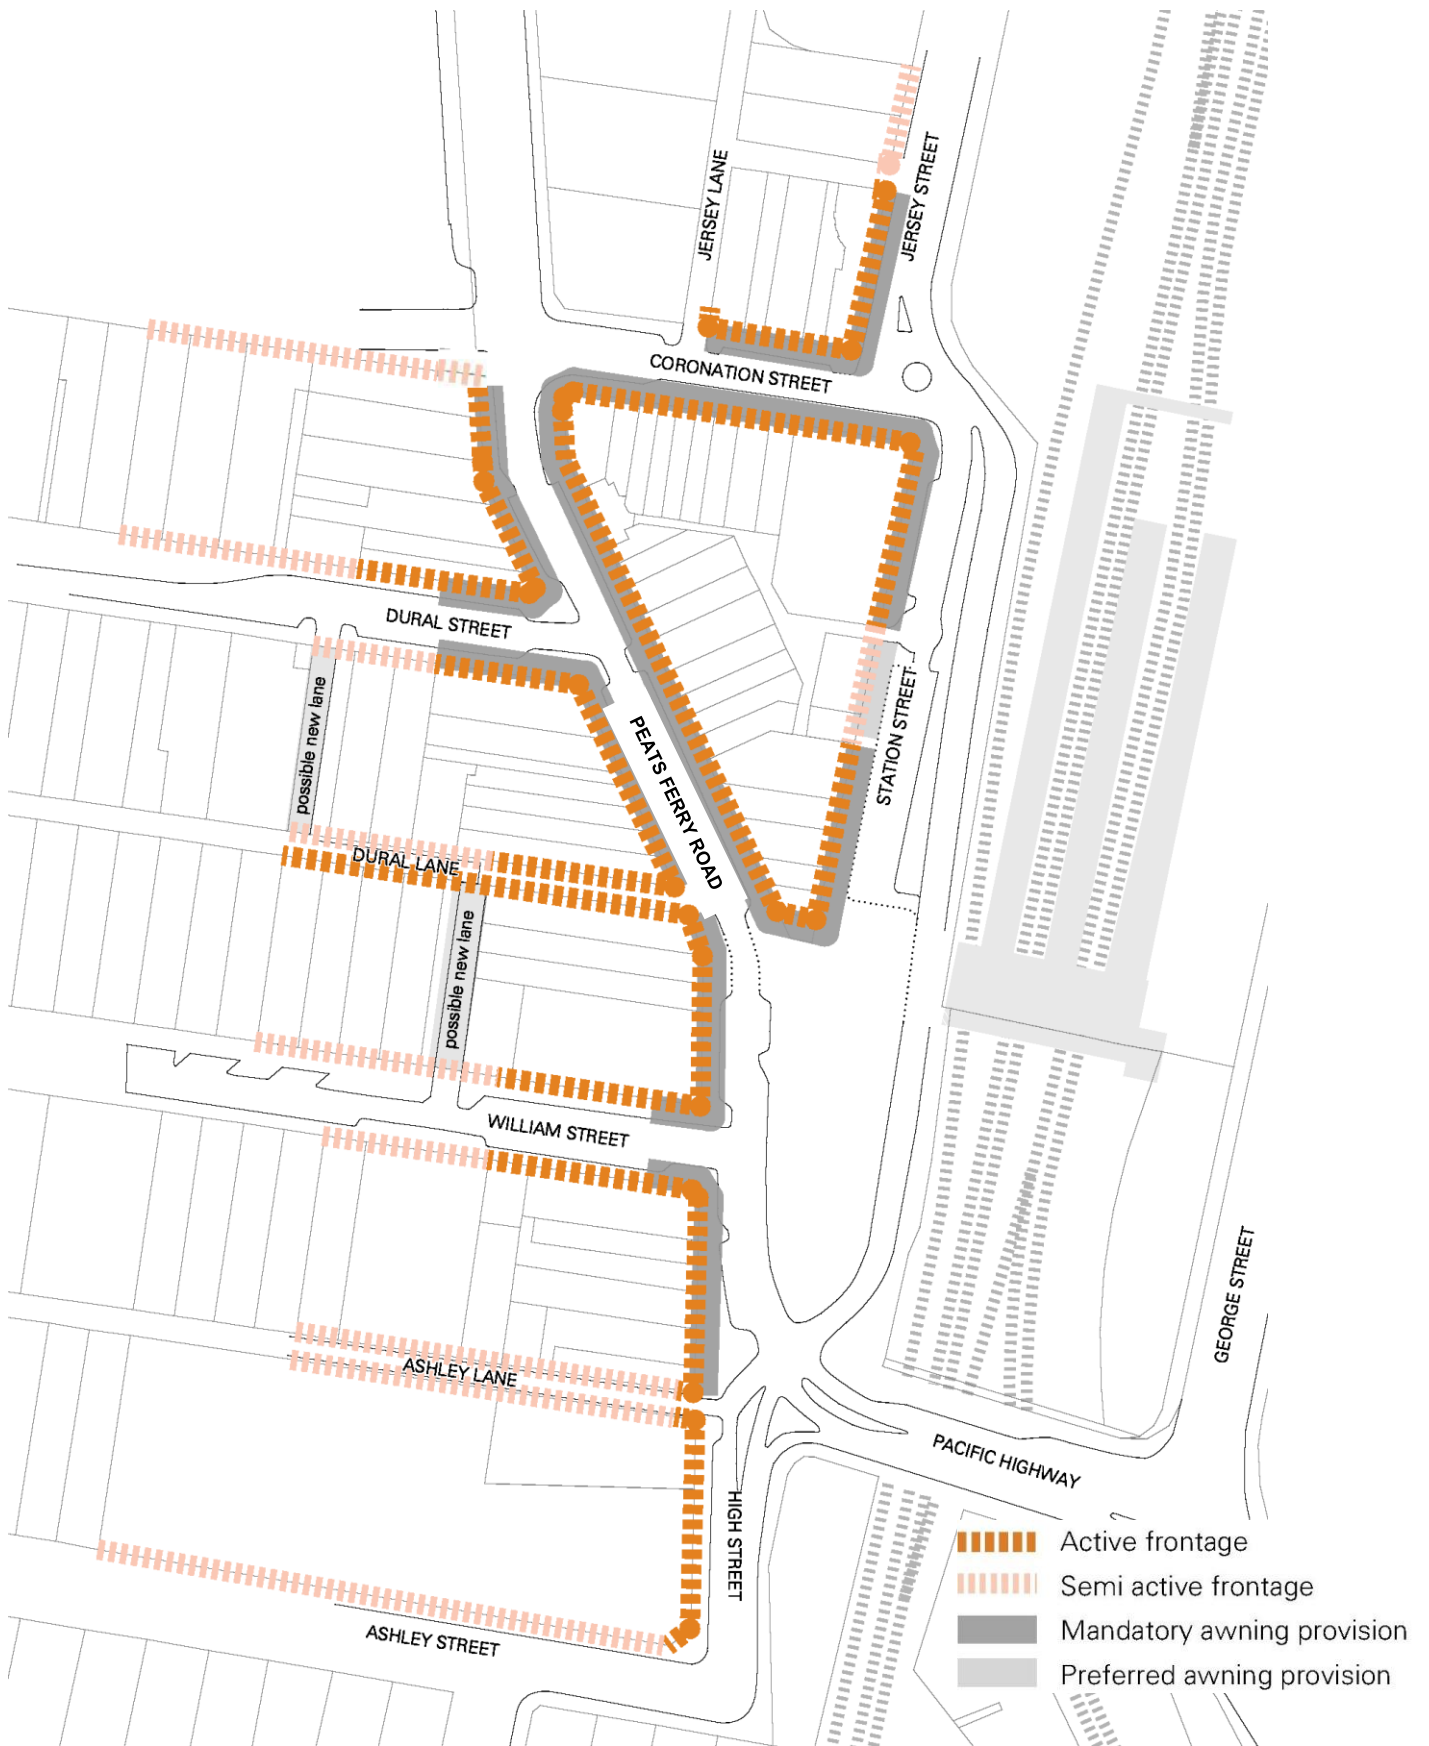 JERSEY LANE
JERSEY STREET
CORONATION STREET
DURAL STREET
possible new lane
PEATS FERRY ROAD
STATION STREET
DURAL LANE
possible new lane
WILLIAM STREET
GEORGE STREET
ASHLEY LANE
PACIFIC HIGHWAY
HIGH STREET
ASHLEY STREET
Active frontage
Semi active frontage
Mandatory awning provision
Preferred awning provision